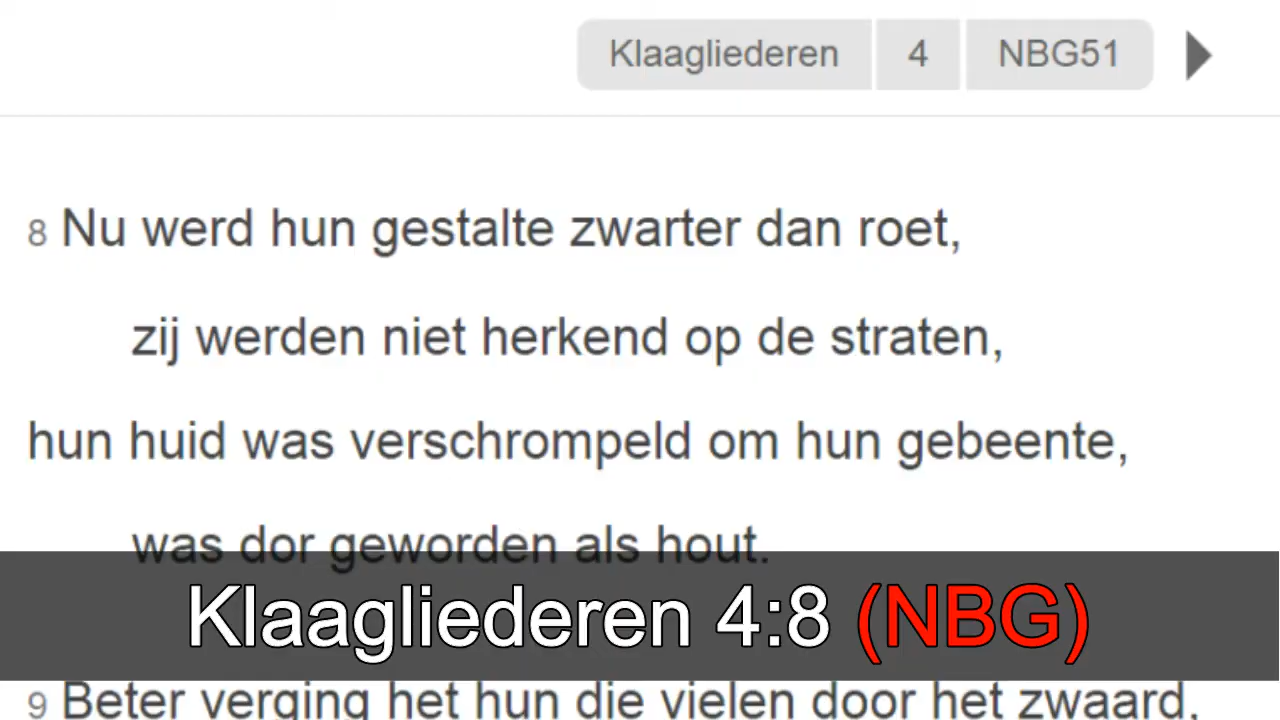 Klaagliederen 4 NBG51
8 Nu werd hun gestalte zwarter dan roet,
zij werden niet herkend op de straten,
hun huid was verschrompeld om hun gebeente,
was dor geworden als hout.
Klaagliederen 4:8 (NBG)
9 Beter verging het hun die vielen door het zwaard,